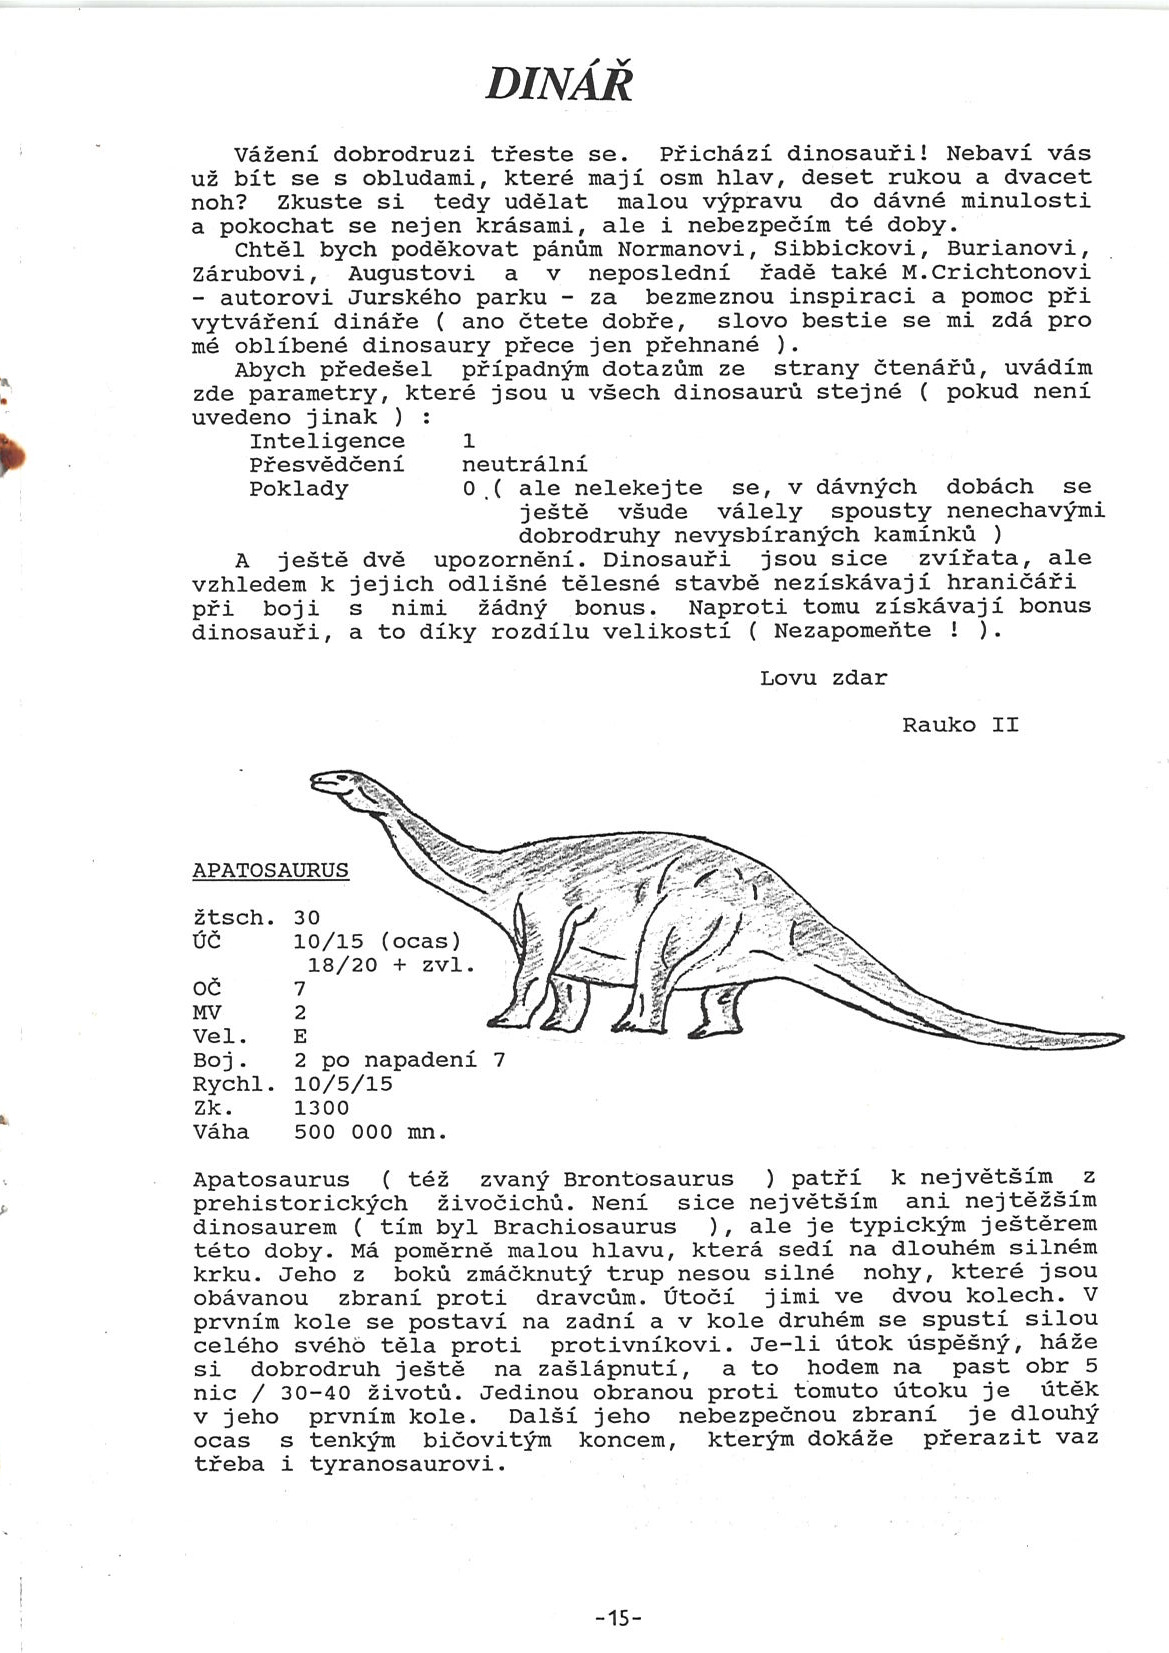 DINÁŘ
Vážení dobrodruzi třeste se. Přichází dinosauři! Nebaví vás
už bít se s obludami, které mají osm hlav, deset rukou a dvacet
noh? Zkuste si tedy udělat malou výpravu do dávné minulosti
a pokochat se nejen krásami, ale i nebezpečím té doby.
Chtěl bych poděkovat pánům Normanovi, Sibbickovi, Burianovi,
Zárubovi, Augustovi a v neposlední řadě také M.Crichtonovi
- autorovi Jurského parku - za bezmeznou inspiraci a pomoc při
vytváření dináře ( ano čtete dobře, slovo bestie se mi zdá pro
mé oblíbené dinosaury přece jen přehnané ).
Abych předešel případným dotazům ze strany čtenářů, uvádím
zde parametry, které jsou u všech dinosaurů stejné ( pokud není
uvedeno jinak ) :
Inteligence 1
Přesvědčení neutrální
Poklady 0 ( ale nelekejte se, v dávných dobách se
ještě všude válely spousty nenechavými
dobrodruhy nevysbíraných kamínků )
A ještě dvě upozornění. Dinosauři jsou sice zvířata, ale
vzhledem k jejich odlišné tělesné stavbě nezískávají hraničáři
při boji s nimi žádný bonus. Naproti tomu získávají bonus
dinosauři, a to díky rozdílu velikostí ( Nezapomeňte ! ).
Lovu zdar
Rauko II
APATOSAURUS
žtsch. 30
ÚČ 10/15 (ocas)
18/20 + zvl.
OČ 7
MV 2
Vel. E
Boj. 2 po napadení 7
Rychl. 10/5/15
Zk. 1300
Váha 500 000 mn.
Apatosaurus ( též zvaný Brontosaurus ) patří k největším z
prehistorických živočichů. Není sice největším ani nejtěžším
dinosaurem ( tím byl Brachiosaurus ), ale je typickým ještěrem
této doby. Má poměrně malou hlavu, která sedí na dlouhém silném
krku. Jeho z boků zmáčknutý trup nesou silné nohy, které jsou
obávanou zbraní proti dravcům. Útočí jimi ve dvou kolech. V
prvním kole se postaví na zadní a v kole druhém se spustí silou
celého svého těla proti protivníkovi. Je-li útok úspěšný, háže
si dobrodruh ještě na zašlápnutí, a to hodem na past obr 5
nic / 30-40 životů. Jedinou obranou proti tomuto útoku je útěk
v jeho prvním kole. Další jeho nebezpečnou zbraní je dlouhý
ocas s tenkým bičovitým koncem, kterým dokáže přerazit vaz
třeba i tyranosaurovi.
-15-